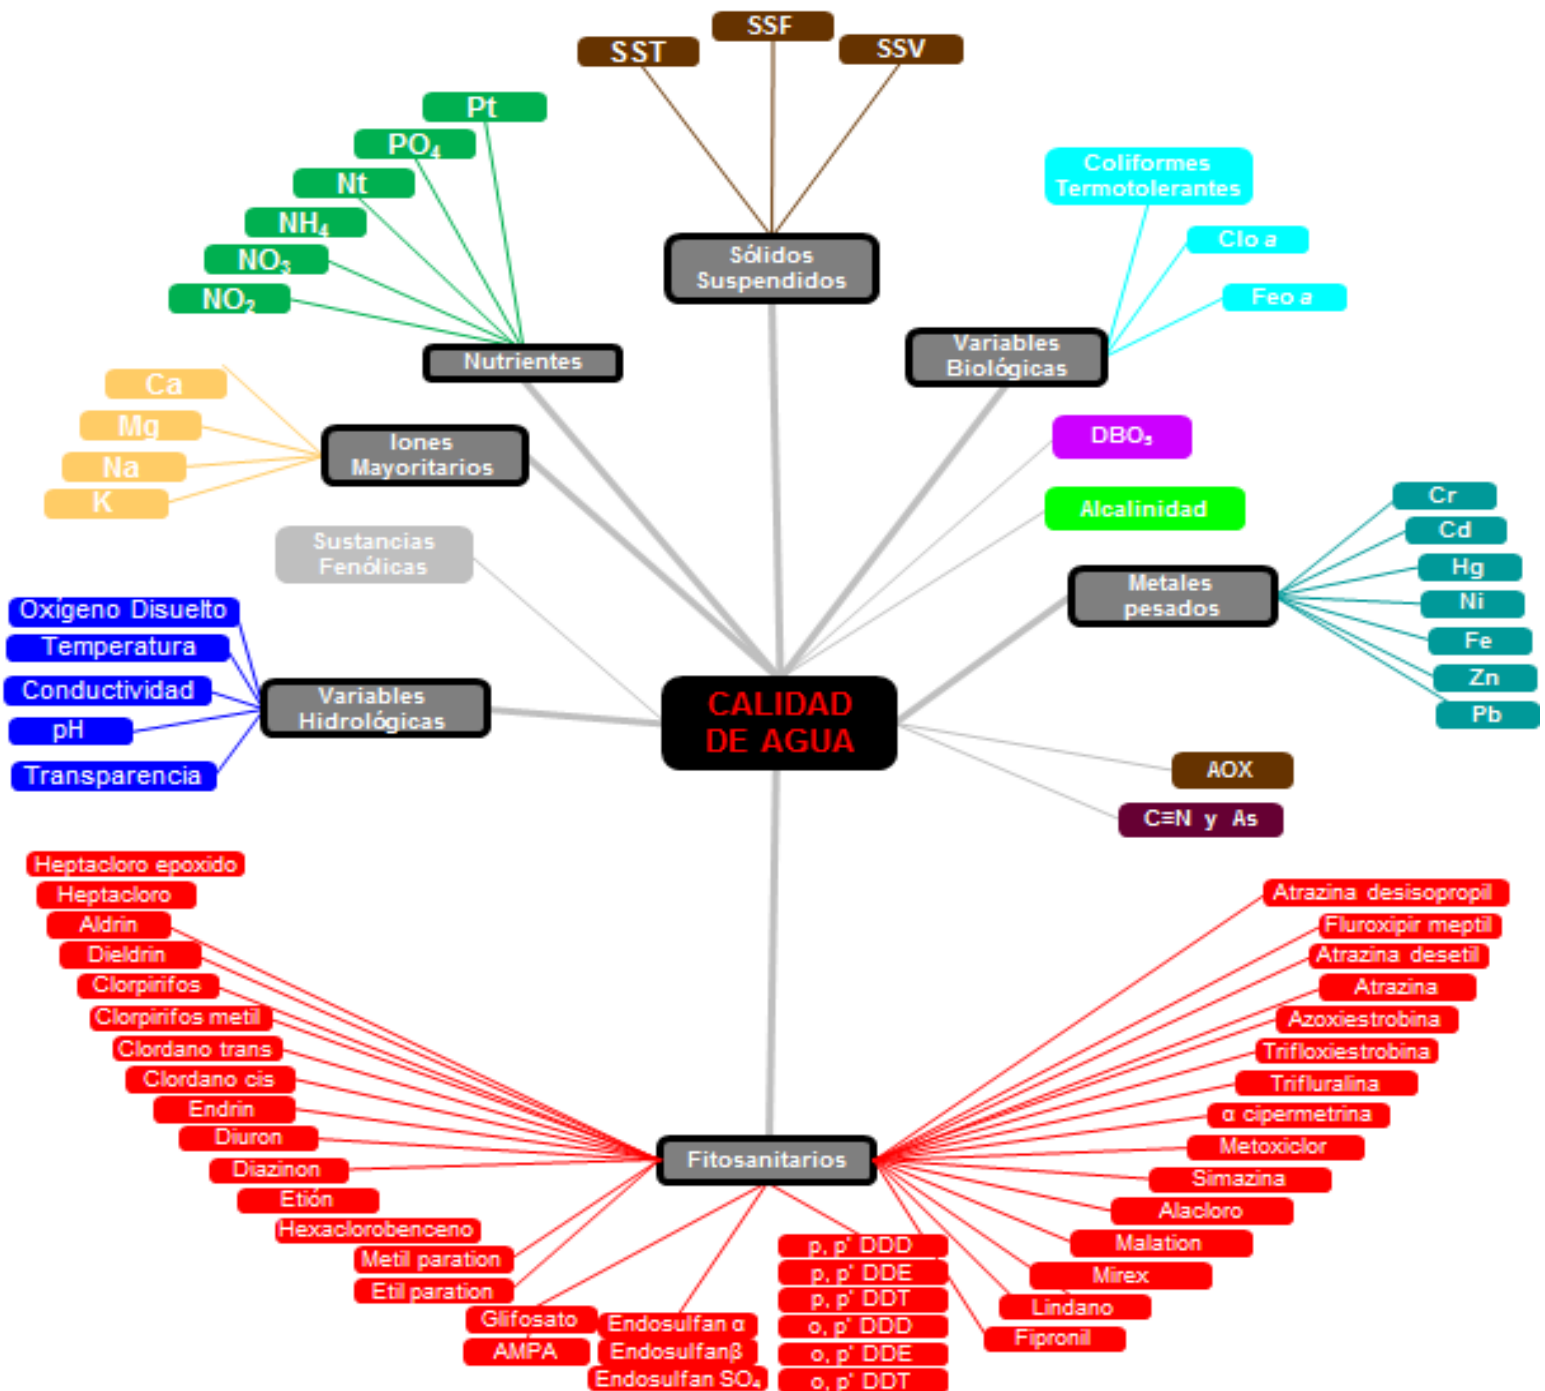 SSF
SST
SSV
Pt
PO₄
Nt
NH₄
NO₃
NO₂
Sólidos
Suspendidos
Coliformes
Termotolerantes
Clo a
Feo a
Nutrientes
Variables
Biológicas
Ca
Mg
Na
K
Iones
Mayoritarios
DBO₅
Alcalinidad
Sustancias
Fenólicas
Metales
pesados
Cr
Cd
Hg
Ni
Fe
Zn
Pb
Oxígeno Disuelto
Temperatura
Conductividad
pH
Transparencia
Variables
Hidrológicas
CALIDAD
DE AGUA
AOX
C≡N y As
Heptacloro epoxido
Heptacloro
Aldrin
Dieldrin
Clorpirifos
Clorpirifos metil
Clordano trans
Clordano cis
Endrin
Diuron
Diazinon
Etión
Hexaclorobenceno
Metil paration
Etil paration
Glifosato
AMPA
Fitosanitarios
Endosulfan α
Endosulfanβ
Endosulfan SO₄
p, p' DDD
p, p' DDE
p, p' DDT
o, p' DDD
o, p' DDE
o, p' DDT
Atrazina desisopropil
Fluroxipir meptil
Atrazina desetil
Atrazina
Azoxiestrobina
Trifloxiestrobina
Trifluralina
α cipermetrina
Metoxiclor
Simazina
Alacloro
Malation
Mirex
Lindano
Fipronil